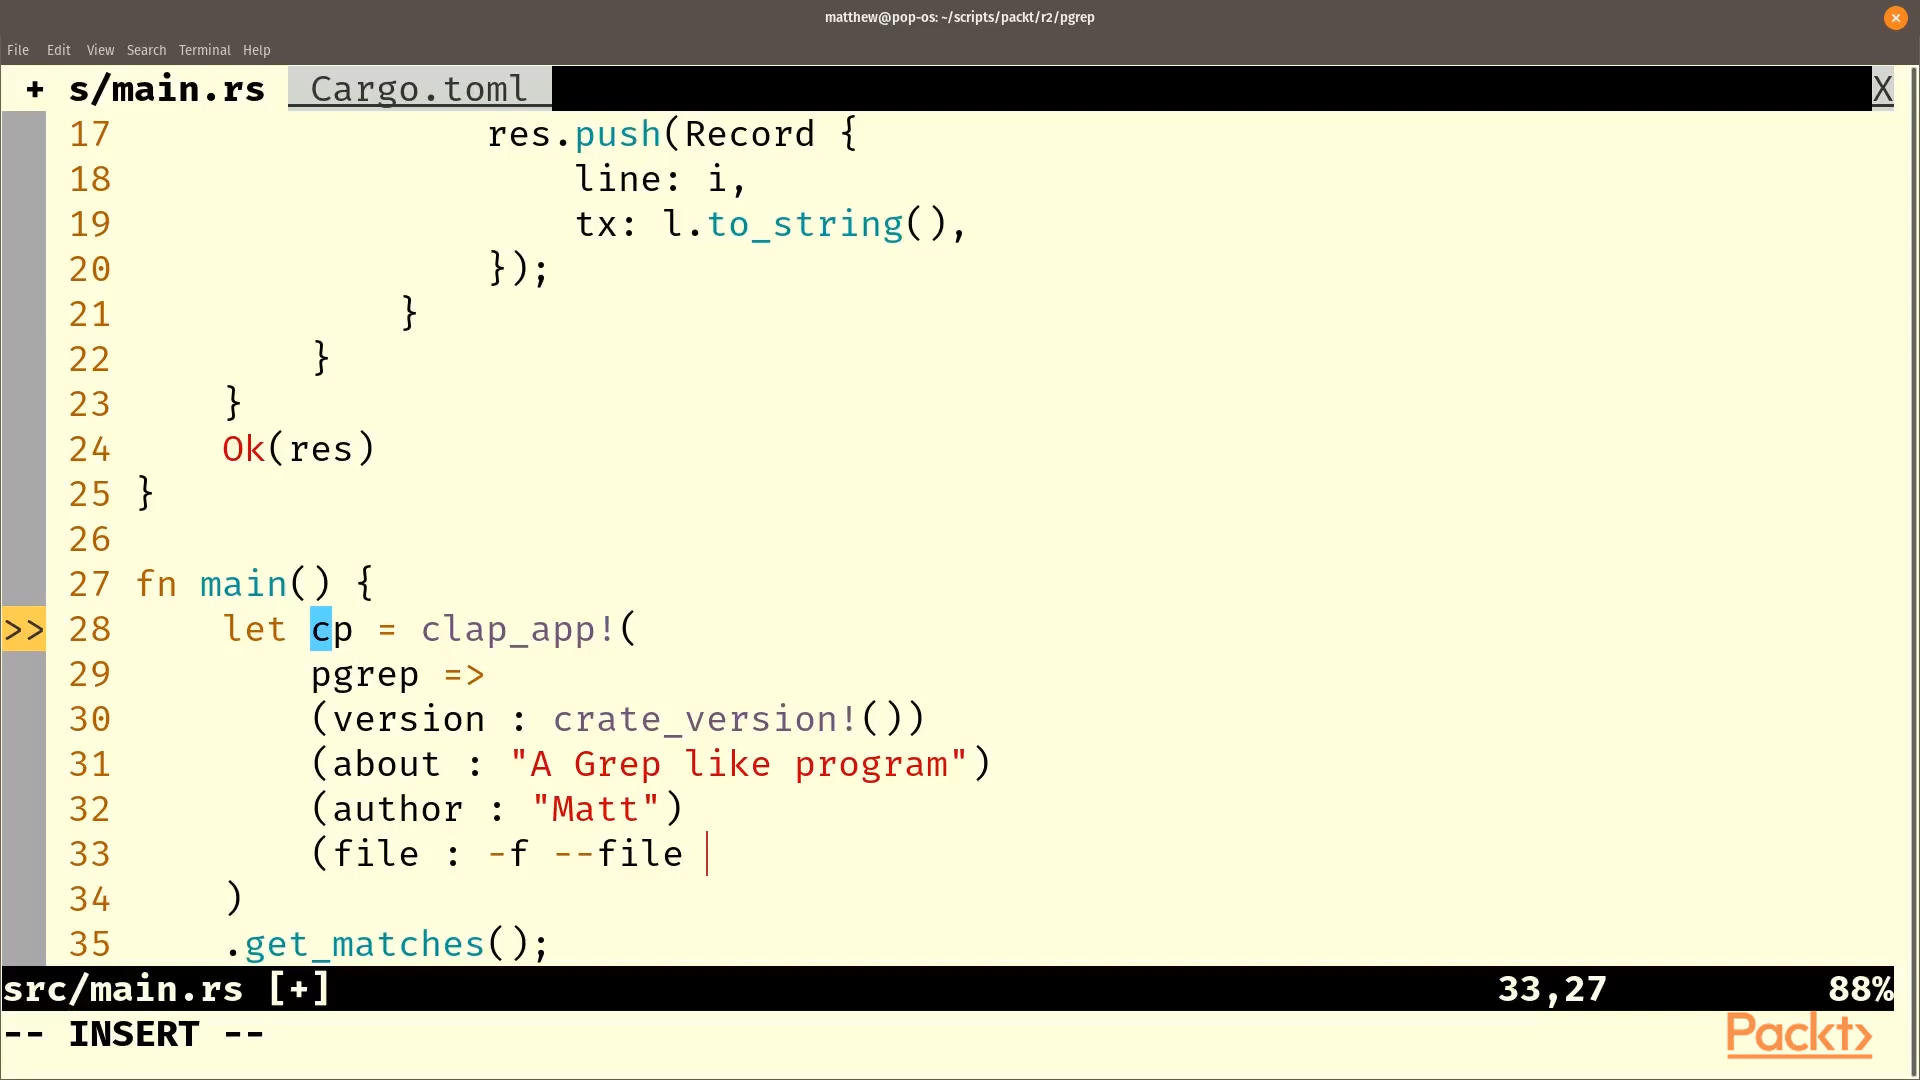 matthew@pop-os: ~/scripts/packt/r2/pgrep
File Edit View Search Terminal Help
+ s/main.rs Cargo.toml X
17 res.push(Record {
18 line: i,
19 tx: l.to_string(),
20 });
21 }
22 }
23 }
24 Ok(res)
25 }
26
27 fn main() {
>> 28 let cp = clap_app!(
29 pgrep =>
30 (version : crate_version!())
31 (about : "A Grep like program")
32 (author : "Matt")
33 (file : -f --file
34 )
35 .get_matches();
src/main.rs [+] 33,27 88%
-- INSERT --
Packt>